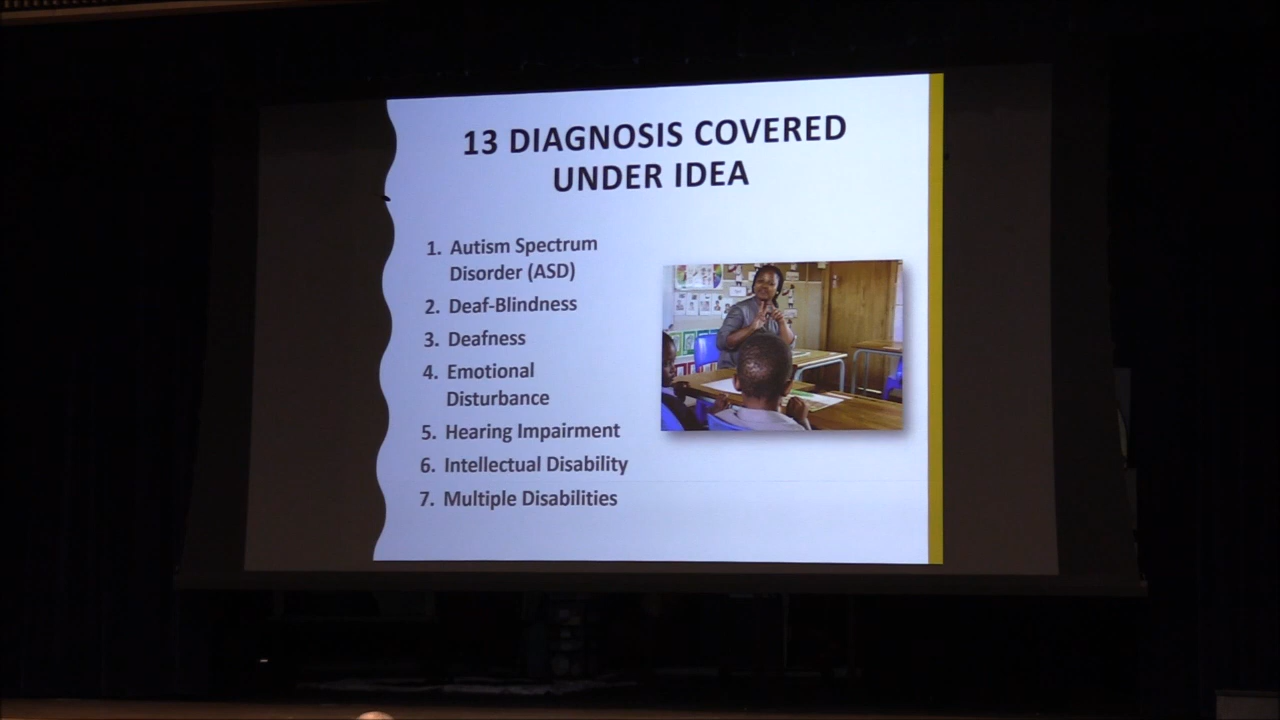 13 DIAGNOSIS COVERED
UNDER IDEA
1. Autism Spectrum
Disorder (ASD)
2. Deaf-Blindness
3. Deafness
4. Emotional
Disturbance
5. Hearing Impairment
6. Intellectual Disability
7. Multiple Disabilities